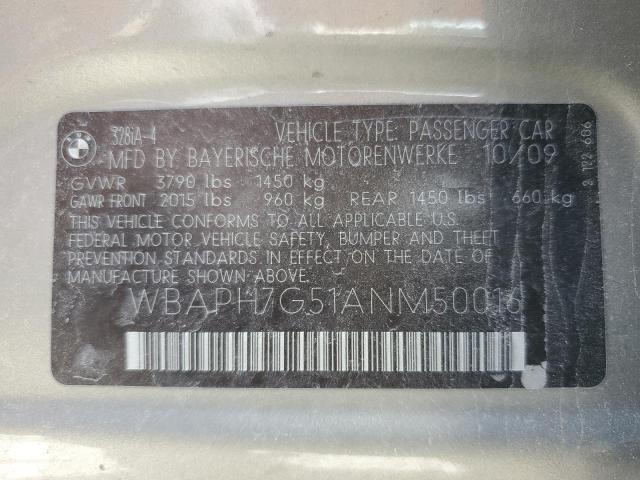 BMW
328iA-4 VEHICLE TYPE: PASSENGER CAR
MFD BY BAYERISCHE MOTORENWERKE 10/09
GVWR 3790 lbs 1450 kg
GAWR FRONT 2015 lbs 960 kg REAR 1450 lbs 660 kg
THIS VEHICLE CONFORMS TO ALL APPLICABLE U.S.
FEDERAL MOTOR VEHICLE SAFETY, BUMPER AND THEFT
PREVENTION STANDARDS IN EFFECT ON THE DATE
OF MANUFACTURE SHOWN ABOVE.
WBAPH7G51ANM50016